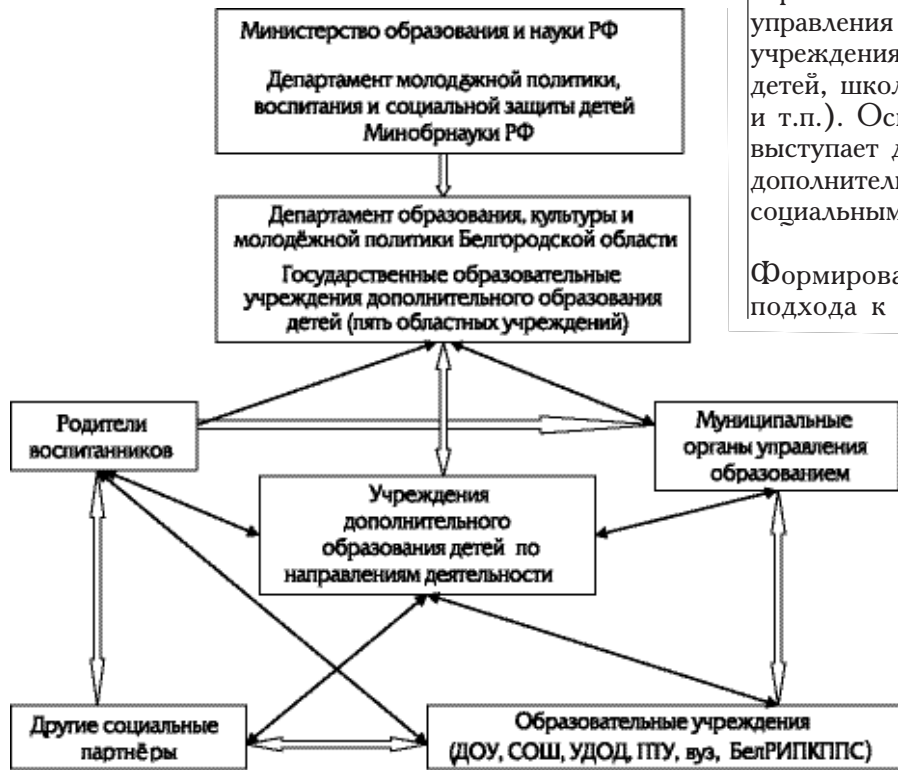 Министерство образования и науки РФ
Департамент молодёжной политики,
воспитания и социальной защиты детей
Минобрнауки РФ
Департамент образования, культуры и
молодёжной политики Белгородской области
Государственные образовательные
учреждения дополнительного образования
детей (пять областных учреждений)
управления
учреждения
детей, школ
и т.п.). Осн
выступает д
дополнител
социальным
Формирова
подхода к
Родители
воспитанников
Муниципальные
органы управления
образованием
Учреждения
дополнительного
образования детей по
направлениям деятельности
Другие социальные
партнёры
Образовательные учреждения
(ДОУ, СОШ, УДОД, ПТУ, вуз, БелРИПКППС)